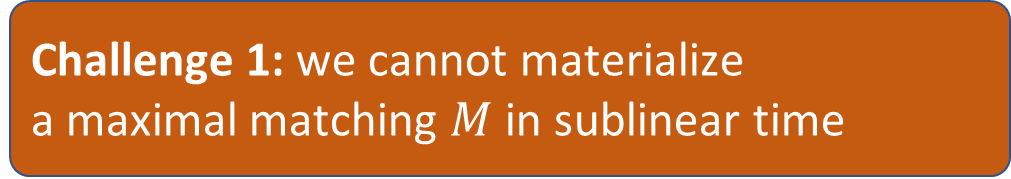 Challenge 1: we cannot materialize
a maximal matching M in sublinear time